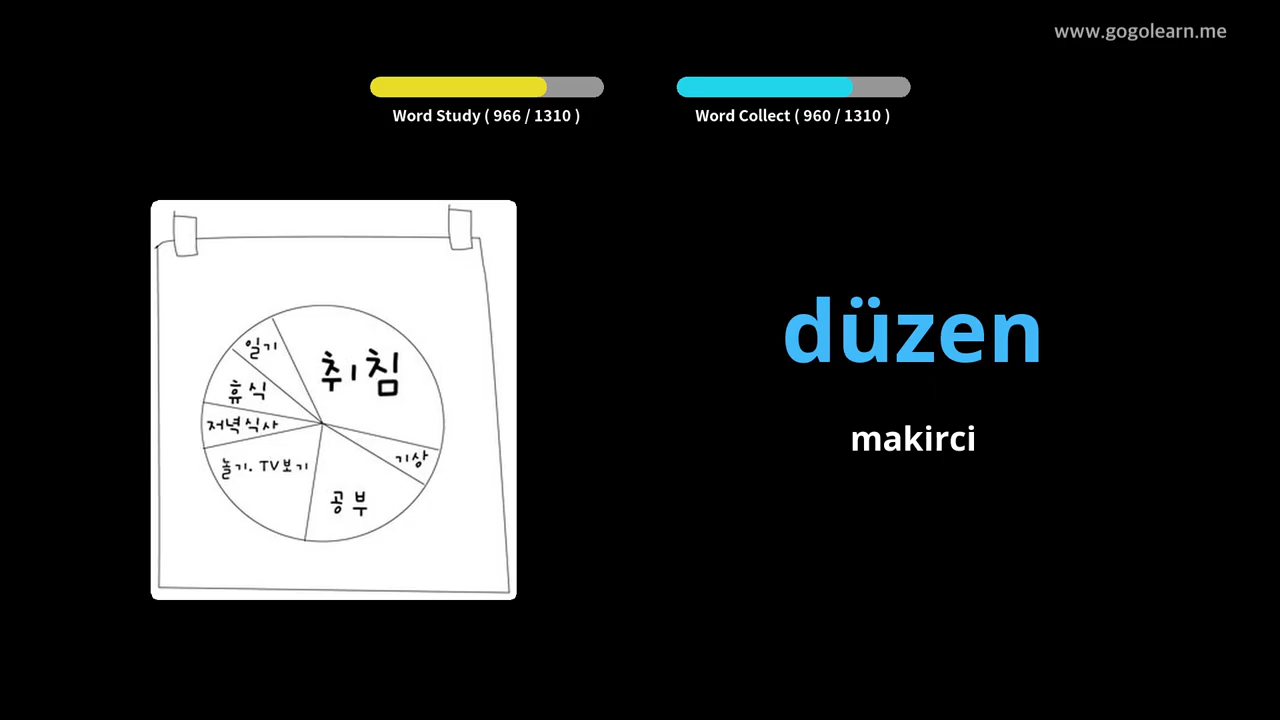 www.gogolearn.me
Word Study ( 966 / 1310 )
Word Collect ( 960 / 1310 )
일기
취침
휴식
저녁식사
놀기. TV보기
기상
공부
düzen
makirci